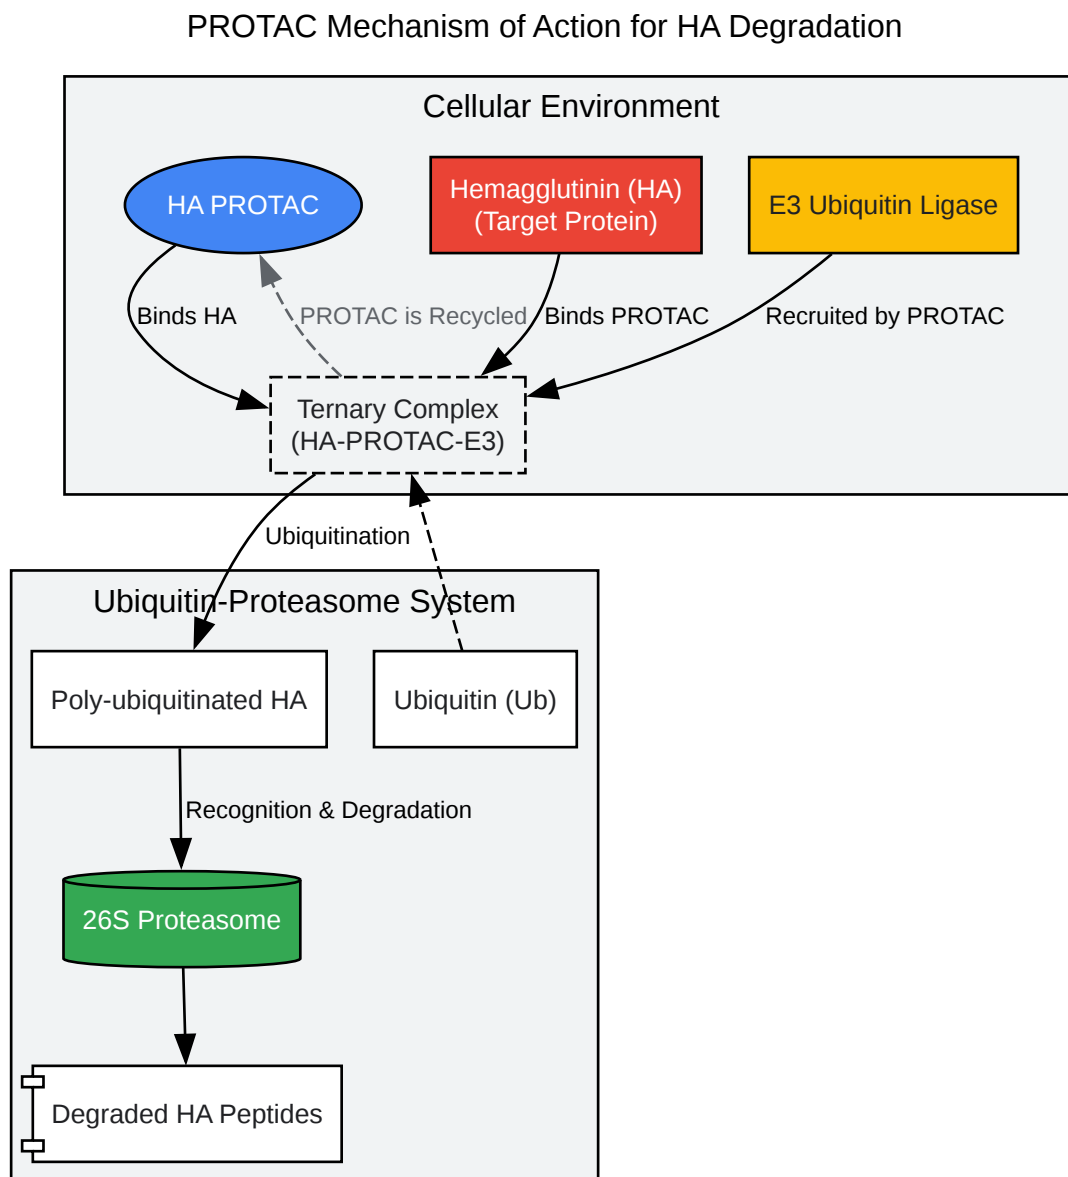 PROTAC Mechanism of Action for HA Degradation
Cellular Environment
HA PROTAC
Hemagglutinin (HA)
(Target Protein)
E3 Ubiquitin Ligase
Binds HA
PROTAC is Recycled
Binds PROTAC
Recruited by PROTAC
Ternary Complex
(HA-PROTAC-E3)
Ubiquitination
Ubiquitin-Proteasome System
Poly-ubiquitinated HA
Ubiquitin (Ub)
Recognition & Degradation
26S Proteasome
Degraded HA Peptides